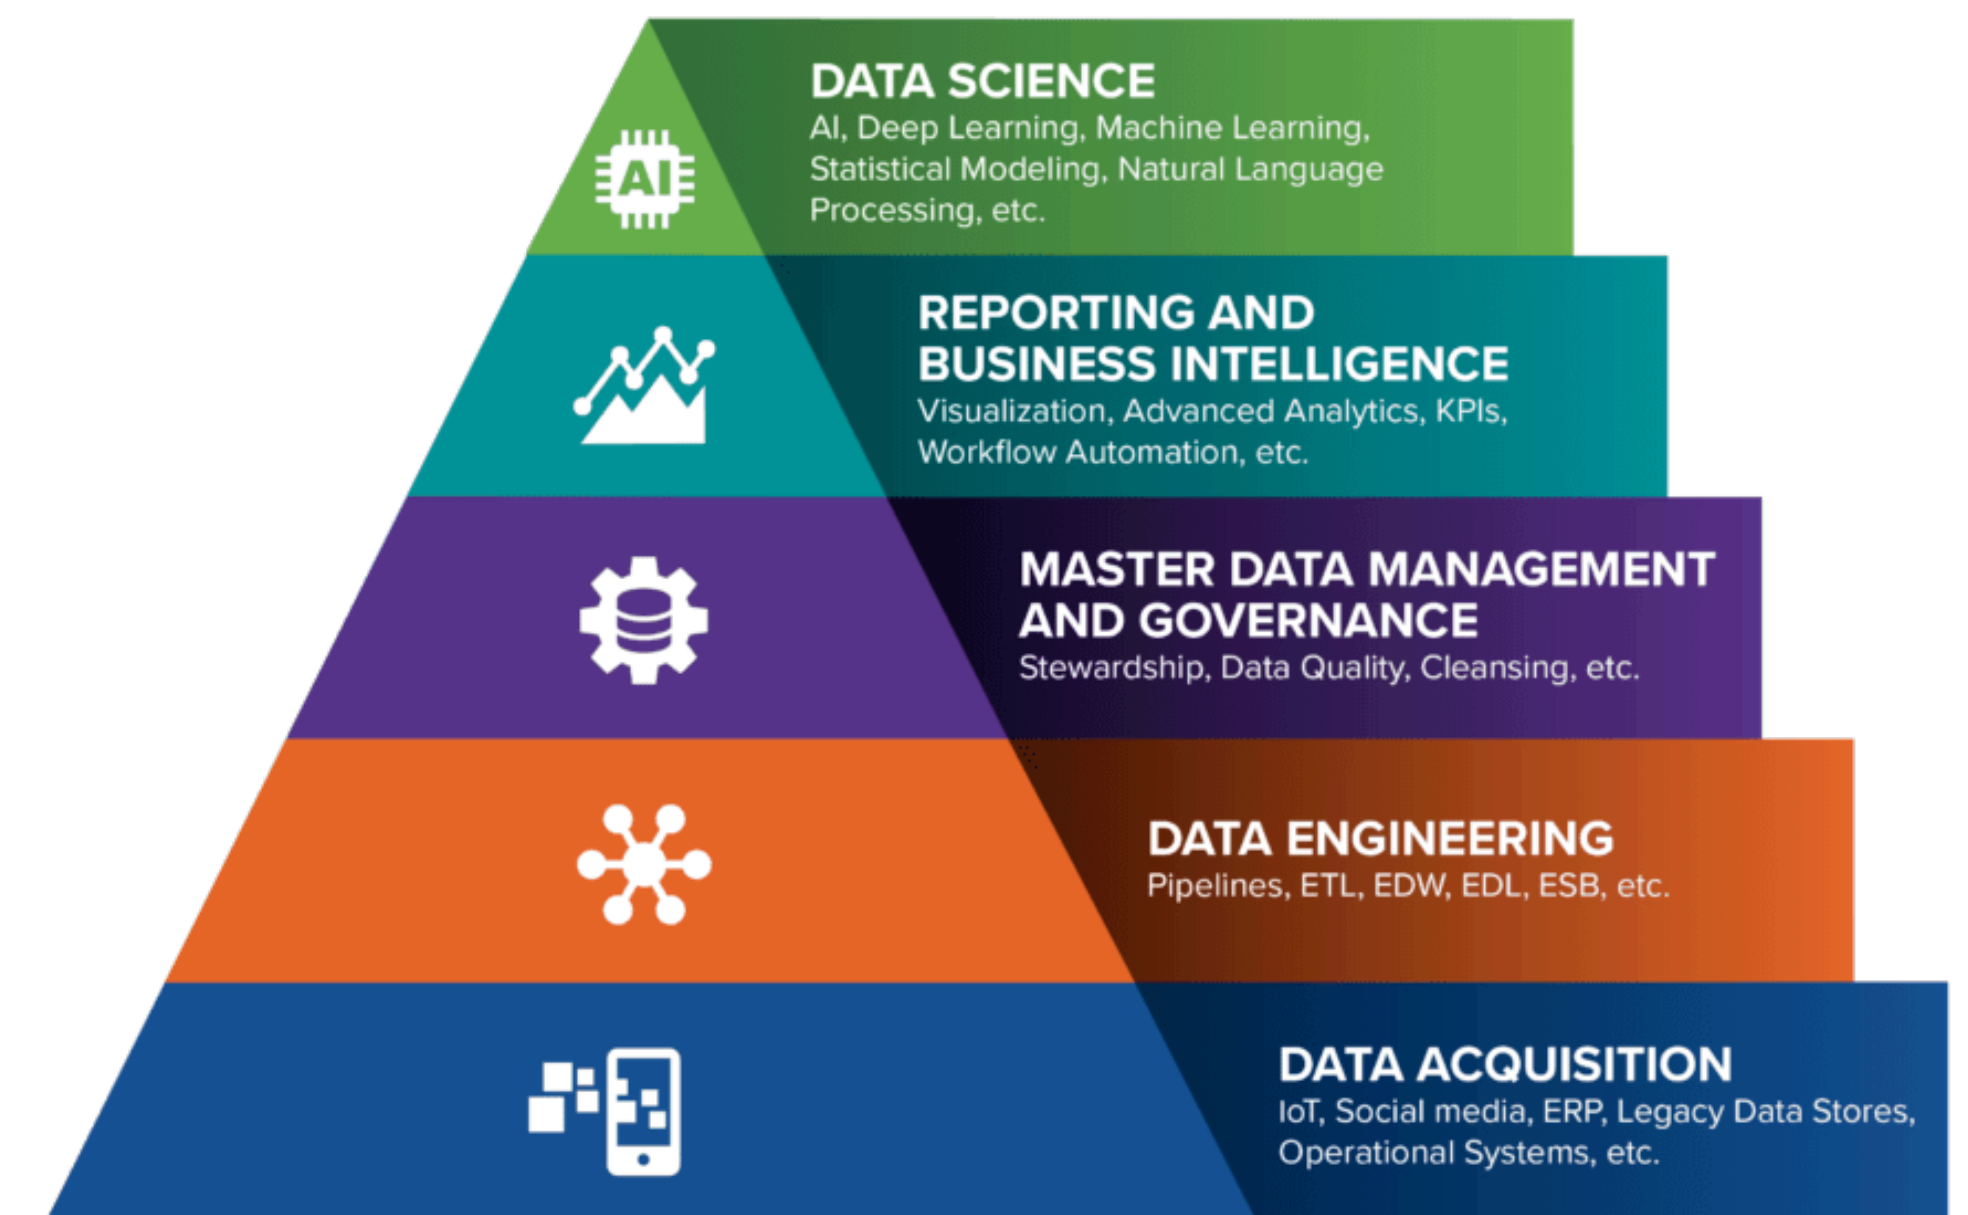 AI
DATA SCIENCE
AI, Deep Learning, Machine Learning,
Statistical Modeling, Natural Language
Processing, etc.
REPORTING AND
BUSINESS INTELLIGENCE
Visualization, Advanced Analytics, KPIs,
Workflow Automation, etc.
MASTER DATA MANAGEMENT
AND GOVERNANCE
Stewardship, Data Quality, Cleansing, etc.
DATA ENGINEERING
Pipelines, ETL, EDW, EDL, ESB, etc.
DATA ACQUISITION
IoT, Social media, ERP, Legacy Data Stores,
Operational Systems, etc.